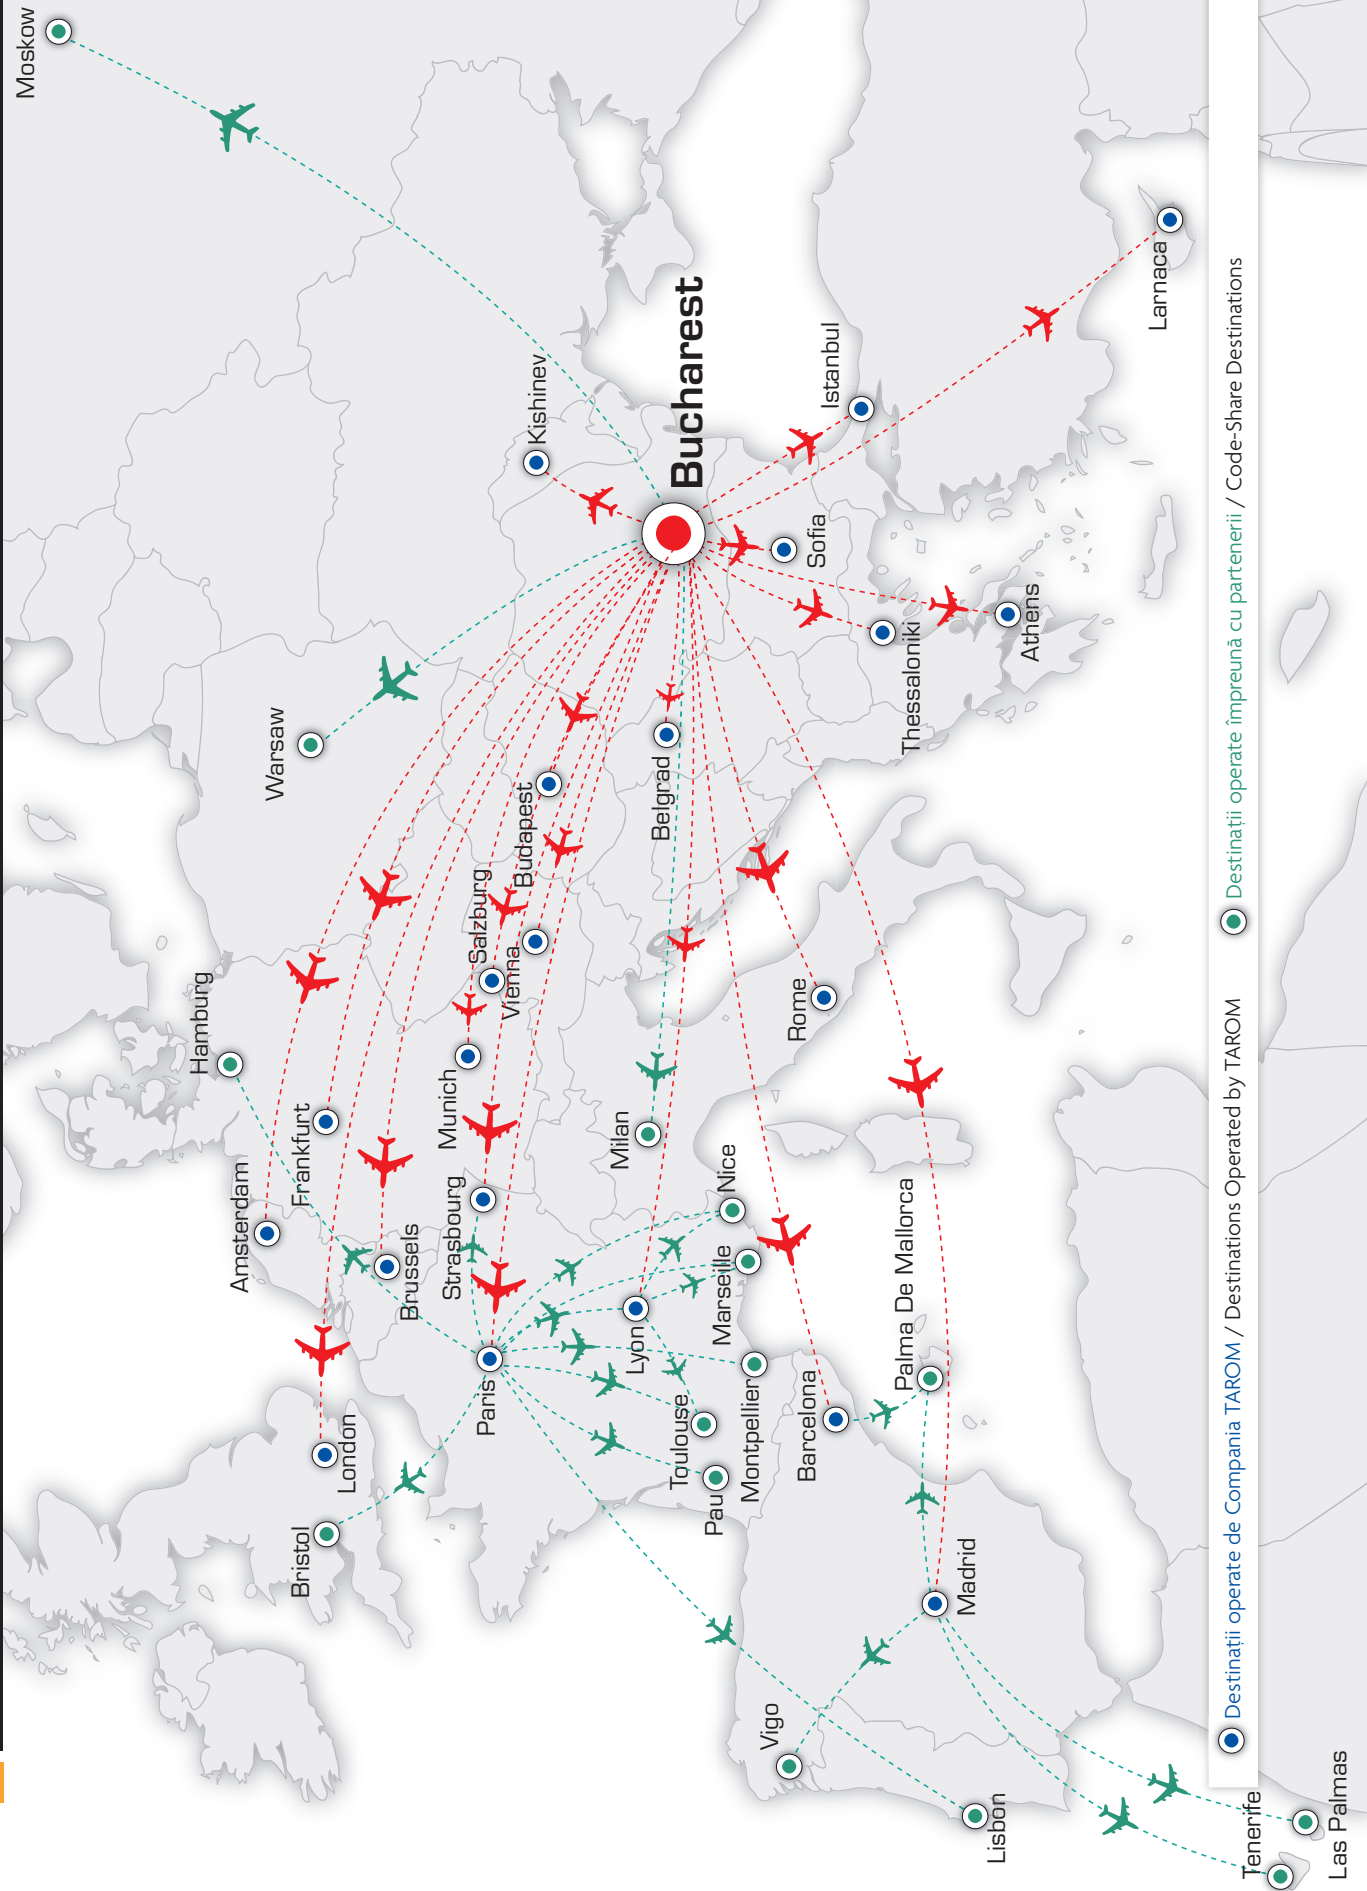 Moskow
Warsaw
Hamburg
Kishinev
Bucharest
Istanbul
Larnaca
Sofia
Thessaloniki
Athens
Belgrad
Budapest
Salzburg
Vienna
Munich
Frankfurt
Amsterdam
Brussels
Strasbourg
Paris
London
Bristol
Milan
Rome
Nice
Marseille
Lyon
Toulouse
Montpellier
Pau
Barcelona
Palma De Mallorca
Madrid
Vigo
Lisbon
Tenerife
Las Palmas
Destinații operate de Compania TAROM / Destinations Operated by TAROM
Destinații operate împreună cu partenerii / Code-Share Destinations